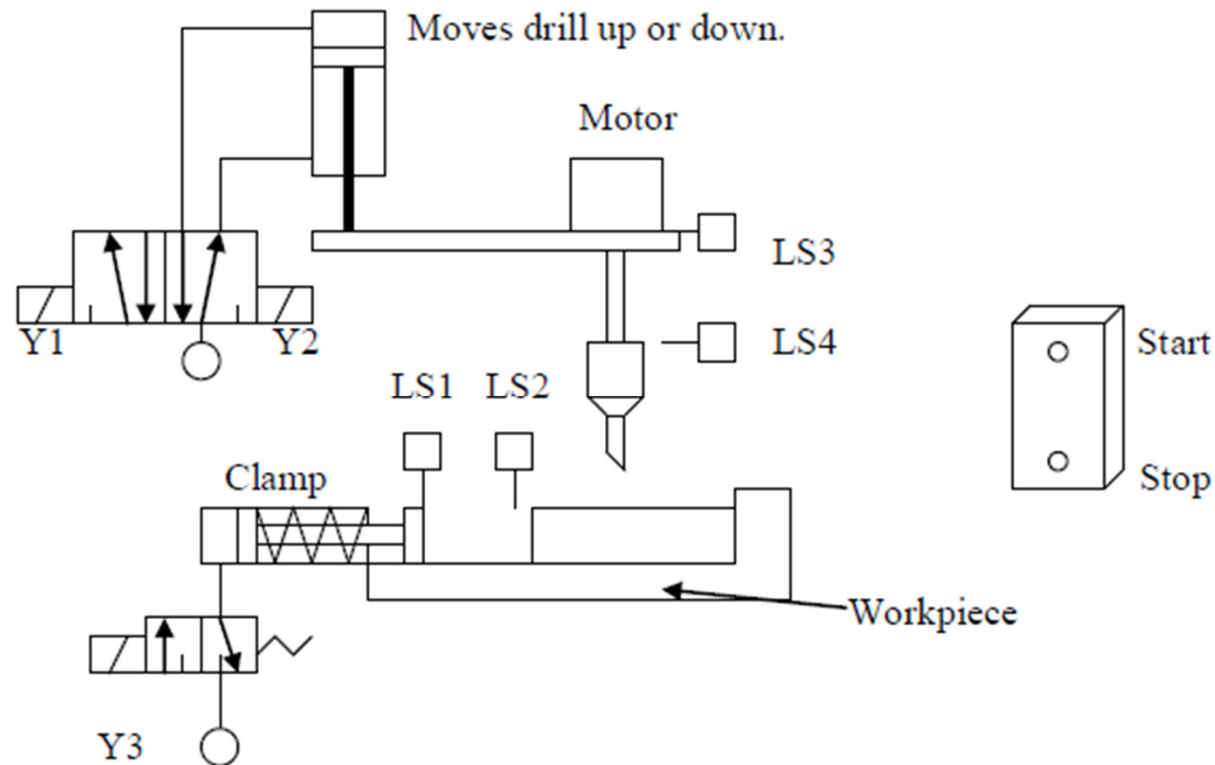 Moves drill up or down.
Motor
LS3
Y1
Y2
LS4
Start
LS1
LS2
Clamp
Stop
Workpiece
Y3